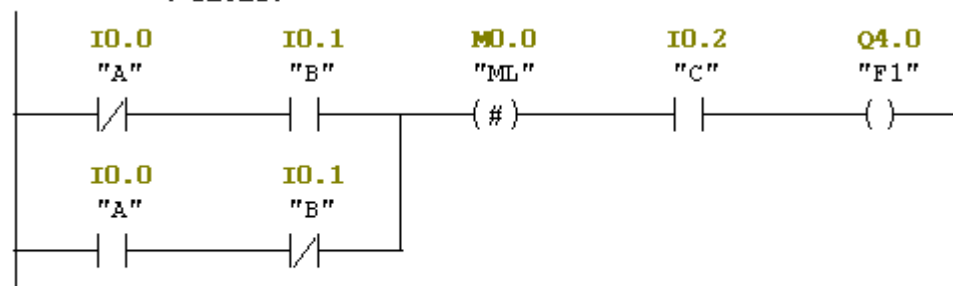 I0.0 I0.1 M0.0 I0.2 Q4.0
"A" "B" "ML" "C" "F1"
(#) ( )
I0.0 I0.1
"A" "B"